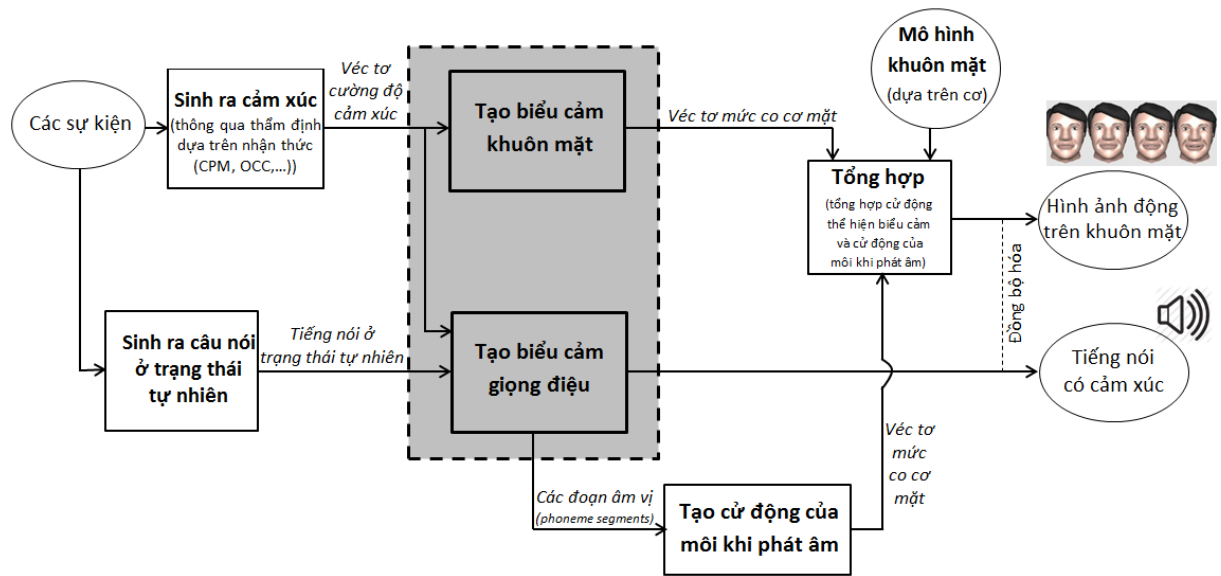 Các sự kiện
Sinh ra cảm xúc
(thông qua thẩm định
dựa trên nhận thức
(CPM, OCC,...))
Véc tơ
cường độ
cảm xúc
Tạo biểu cảm
khuôn mặt
Véc tơ mức co cơ mặt
Mô hình
khuôn mặt
(dựa trên cơ)
Tổng hợp
(tổng hợp cử động
thể hiện biểu cảm
và cử động của
môi khi phát âm)
Hình ảnh động
trên khuôn mặt
Đồng bộ hóa
Sinh ra câu nói
ở trạng thái
tự nhiên
Tiếng nói ở
trạng thái tự nhiên
Tạo biểu cảm
giọng điệu
Tiếng nói
có cảm xúc
Các đoạn âm vị
(phoneme segments)
Tạo cử động của
môi khi phát âm
Véc tơ
mức
co cơ
mặt